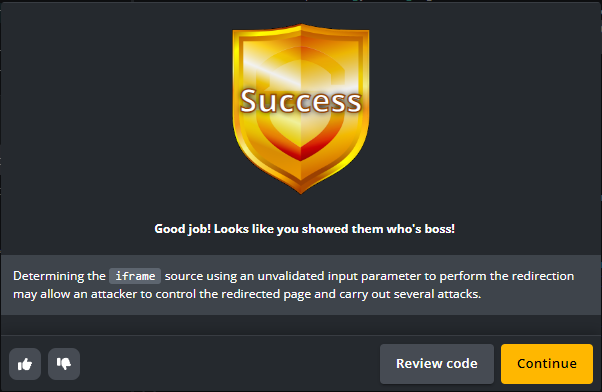 Success
Good job! Looks like you showed them who's boss!
Determining the iframe source using an unvalidated input parameter to perform the redirection
may allow an attacker to control the redirected page and carry out several attacks.
Review code
Continue